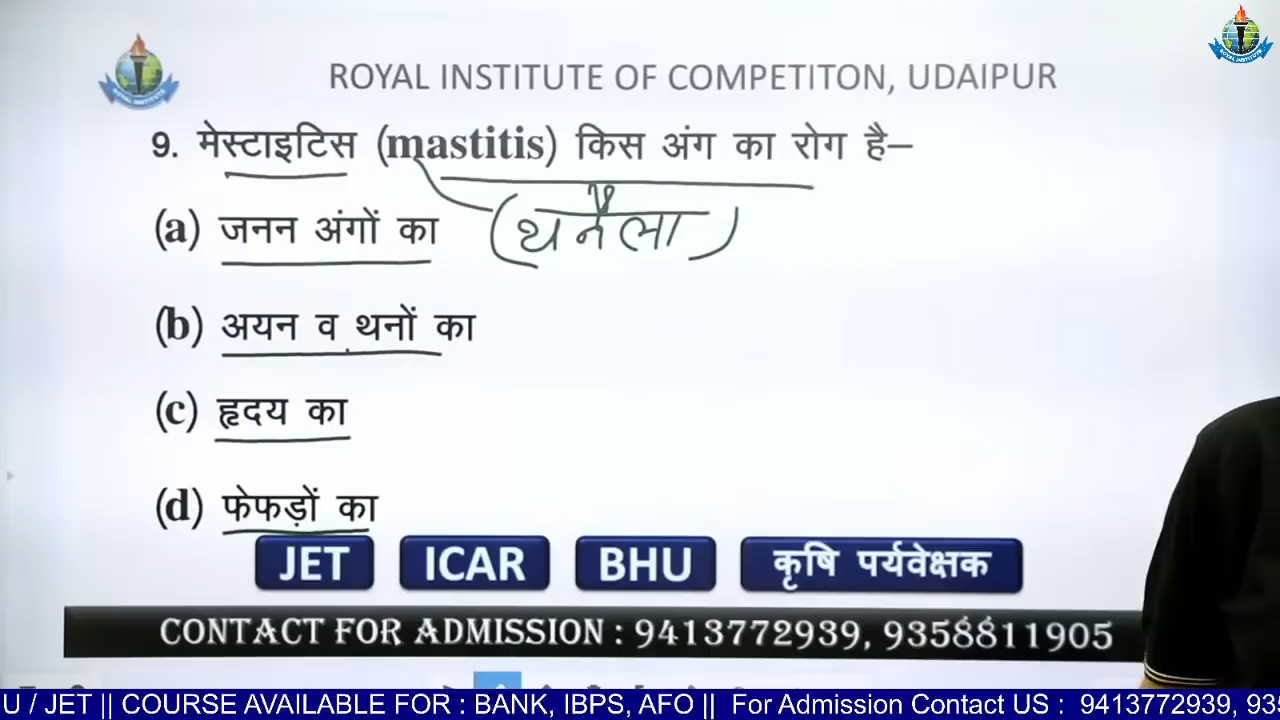 ROYAL INSTITUTE OF COMPETITON, UDAIPUR
9. मेस्टाइटिस (mastitis) किस अंग का रोग है–
(थनैला)
(a) जनन अंगों का
(b) अयन व थनों का
(c) हृदय का
(d) फेफड़ों का
JET ICAR BHU कृषि पर्यवेक्षक
CONTACT FOR ADMISSION : 9413772939, 9358811905
U / JET || COURSE AVAILABLE FOR : BANK, IBPS, AFO || For Admission Contact US : 9413772939, 93